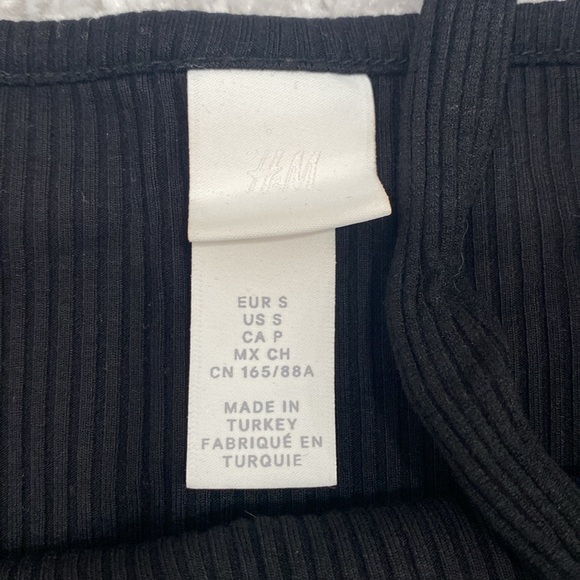 H&M
EUR S
US S
CA P
MX CH
CN 165/88A
MADE IN
TURKEY
FABRIQUÉ EN
TURQUIE